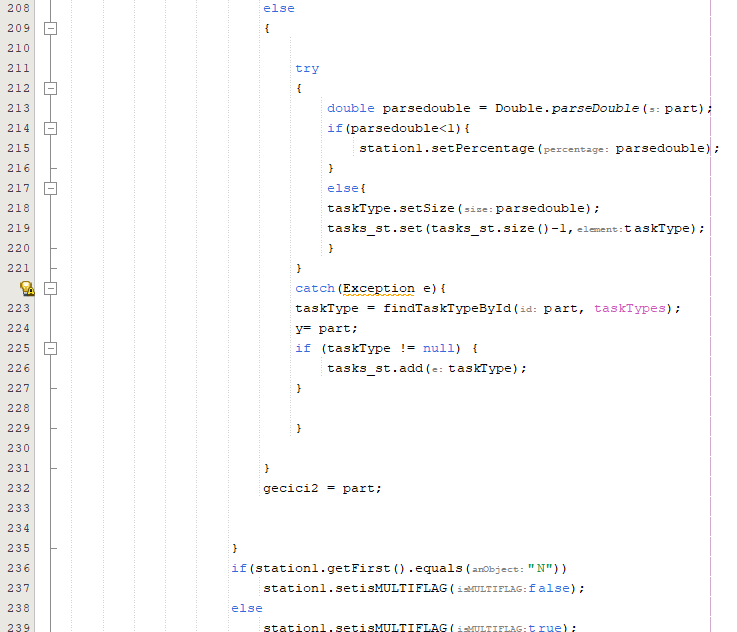 208 else
209 {
210
211 try
212 {
213 double parsedouble = Double.parseDouble(s: part);
214 if(parsedouble<1){
215 station1.setPercentage(percentage: parsedouble);
216 }
217 else{
218 taskType.setSize(size:parsedouble);
219 tasks_st.set(tasks_st.size()-1,element:taskType);
220 }
221 }
catch(Exception e){
223 taskType = findTaskTypeById(id: part, taskTypes);
224 y= part;
225 if (taskType != null) {
226 tasks_st.add(e: taskType);
227 }
228
229 }
230
231 }
232 gecici2 = part;
233
234
235 }
236 if(station1.getFirst().equals(anObject:"N"))
237 station1.setisMULTIFLAG(isMULTIFLAG:false);
238 else
239 station1.setisMULTIFLAG(isMULTIFLAG:true);